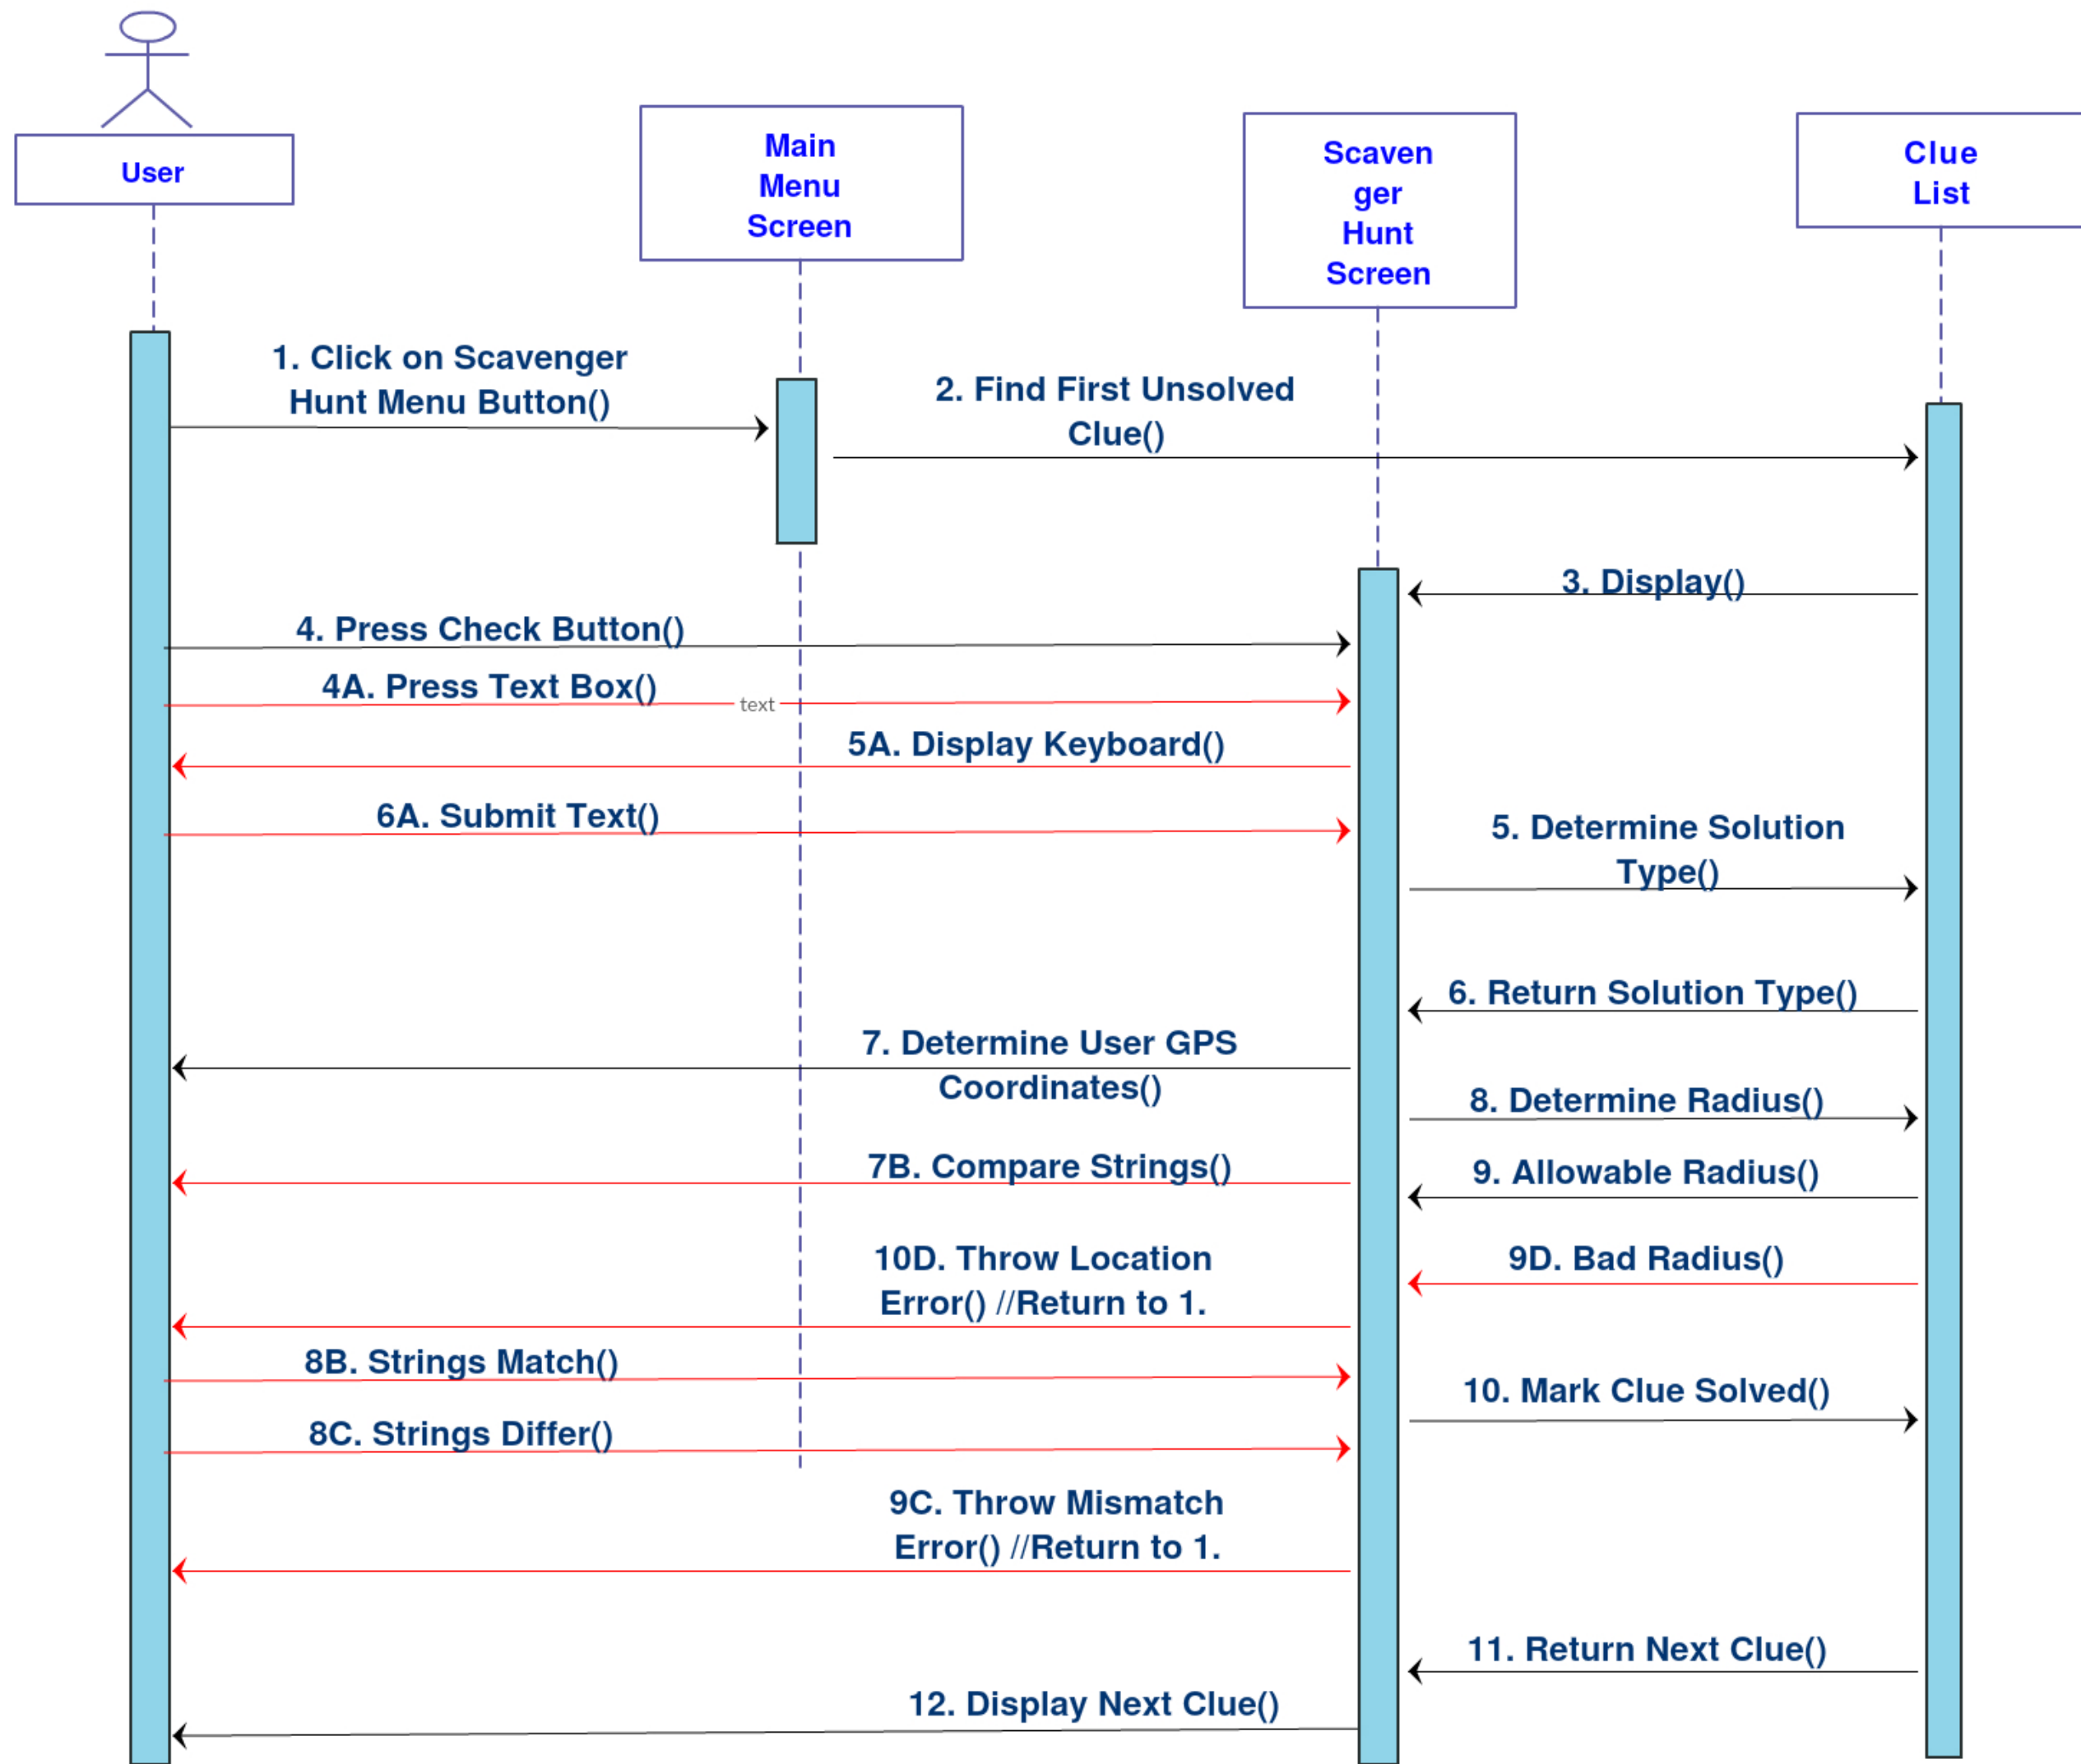 User
Main
Menu
Screen
Scaven
ger
Hunt
Screen
Clue
List
1. Click on Scavenger
Hunt Menu Button()
2. Find First Unsolved
Clue()
3. Display()
4. Press Check Button()
4A. Press Text Box()
text
5A. Display Keyboard()
6A. Submit Text()
5. Determine Solution
Type()
6. Return Solution Type()
7. Determine User GPS
Coordinates()
8. Determine Radius()
7B. Compare Strings()
9. Allowable Radius()
10D. Throw Location
Error() //Return to 1.
9D. Bad Radius()
8B. Strings Match()
10. Mark Clue Solved()
8C. Strings Differ()
9C. Throw Mismatch
Error() //Return to 1.
11. Return Next Clue()
12. Display Next Clue()